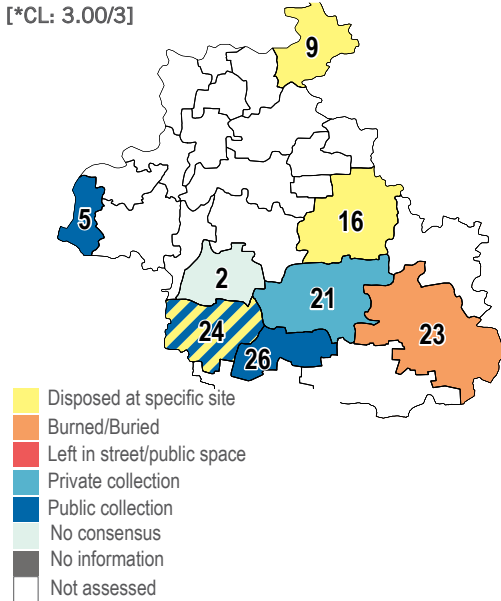 [*CL: 3.00/3]
9
5
16
2
21
24
26
23
Disposed at specific site
Burned/Buried
Left in street/public space
Private collection
Public collection
No consensus
No information
Not assessed